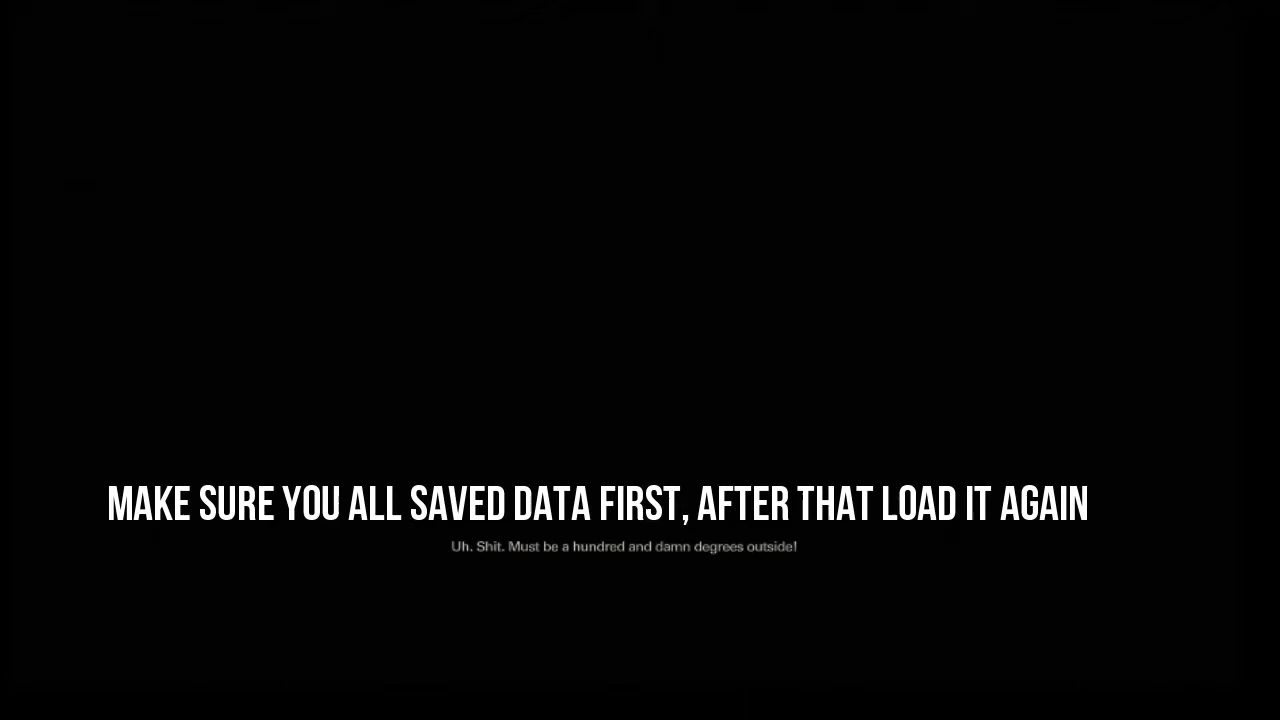 MAKE SURE YOU ALL SAVED DATA FIRST, AFTER THAT LOAD IT AGAIN
Uh. Shit. Must be a hundred and damn degrees outside!